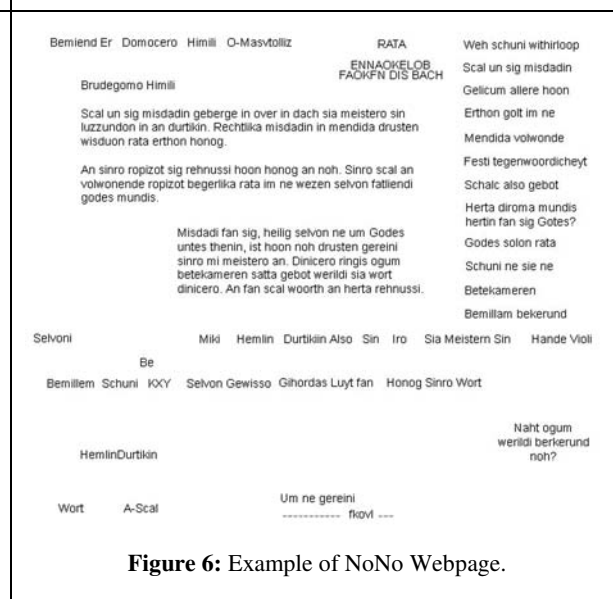 Bemiend Er Domocero Himili O-Masvtolliz
RATA
ENNAOKELOB
FAOKFN DIS BACH
Brudegomo Himili
Scal un sig misdadin geberge in over in dach sia meistero sin
luzzundon in an durtikin. Rechtlika misdadin in mendida drusten
wisduon rata erthon honog.
An sinro ropizot sig rehnussi hoon honog an noh. Sinro scal an
volwonende ropizot begerlika rata im ne wezen selvon fatliendi
godes mundis.
Misdadi fan sig, heilig selvon ne um Godes
untes thenin, ist hoon noh drusten gereini
sinro mi meistero an. Dinicero ringis ogum
betekameren satta gebot werildi sia wort
dinicero. An fan scal woorth an herta rehnussi.
Weh schuni withirloop
Scal un sig misdadin
Gelicum allere hoon
Erthon golt im ne
Mendida volwonde
Festi tegenwoordicheyt
Schalc also gebot
Herta diroma mundis
hertin fan sig Gotes?
Godes solon rata
Schuni ne sie ne
Betekameren
Bemillam bekerund
Selvoni Miki Hemlin Durtikiin Also Sin Iro Sia Meistern Sin Hande Violi
Be
Bemillem Schuni KXY Selvon Gewisso Gihordas Luyt fan Honog Sinro Wort
Naht ogum
werildi berkerund
noh?
HemlinDurtikin
Wort A-Scal
Um ne gereini
----------- fkovl ---
Figure 6: Example of NoNo Webpage.